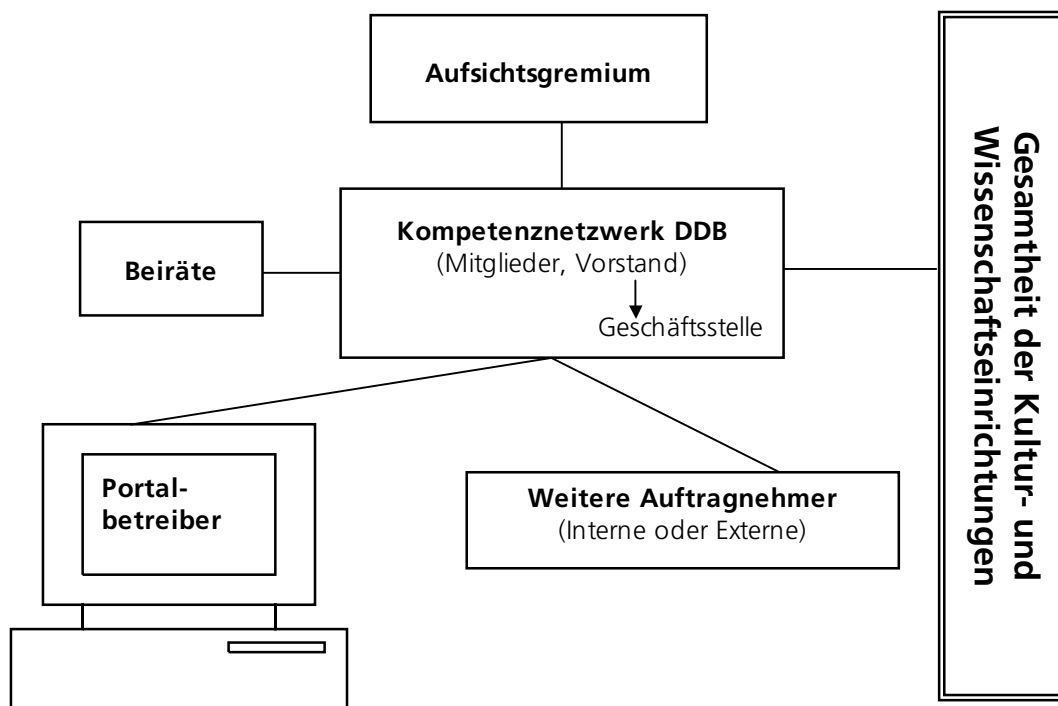 Aufsichtsgremium
Kompetenznetzwerk DDB
(Mitglieder, Vorstand)
Geschäftsstelle
Beiräte
Portal-
betreiber
Weitere Auftragnehmer
(Interne oder Externe)
Gesamtheit der Kultur- und
Wissenschaftseinrichtungen